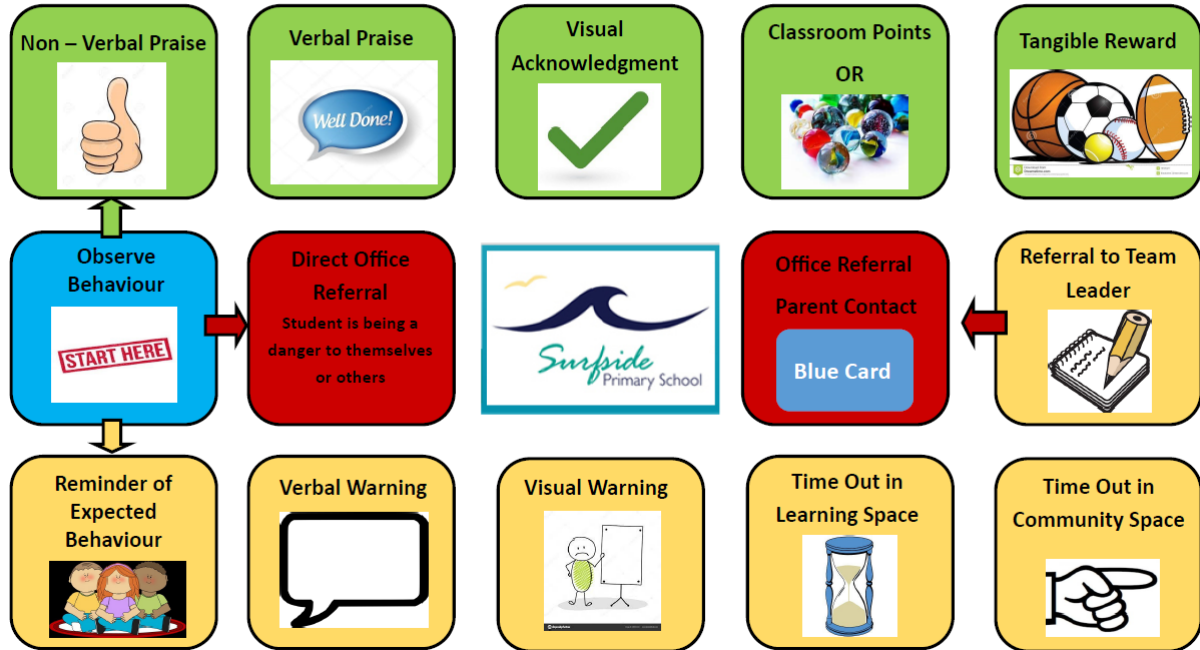 Non – Verbal Praise
Verbal Praise
Well Done!
Visual
Acknowledgment
Classroom Points
OR
Tangible Reward
Observe
Behaviour
START HERE
Direct Office
Referral
Student is being a
danger to themselves
or others
Surfside
Primary School
Office Referral
Parent Contact
Blue Card
Referral to Team
Leader
Reminder of
Expected
Behaviour
Verbal Warning
Visual Warning
Time Out in
Learning Space
Time Out in
Community Space